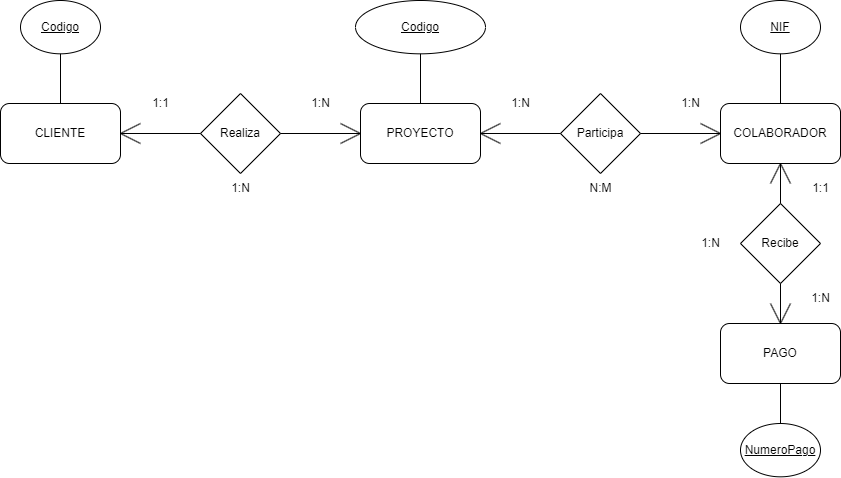 Codigo
Codigo
NIF
1:1
1:N
1:N
1:N
CLIENTE
Realiza
PROYECTO
Participa
COLABORADOR
1:N
N:M
1:1
1:N
Recibe
1:N
PAGO
NumeroPago